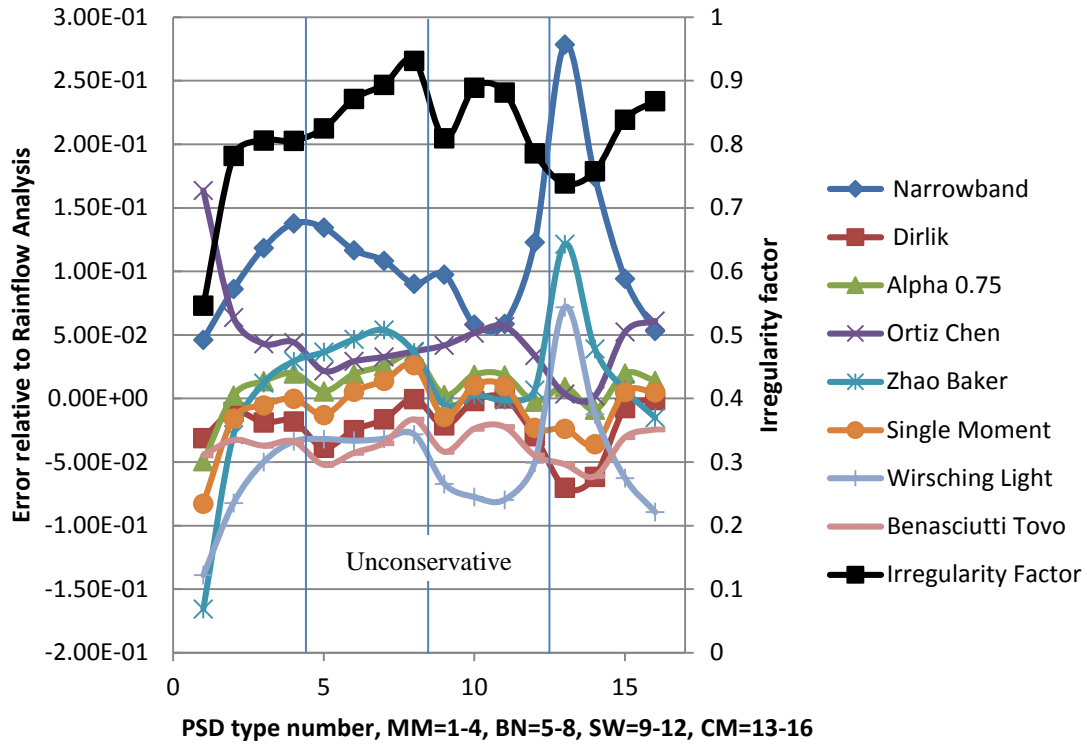 3.00E-01
2.50E-01
2.00E-01
1.50E-01
1.00E-01
5.00E-02
0.00E+00
-5.00E-02
-1.00E-01
-1.50E-01
-2.00E-01
Error relative to Rainflow Analysis
Unconservative
0
5
10
15
PSD type number, MM=1-4, BN=5-8, SW=9-12, CM=13-16
1
0.9
0.8
0.7
0.6
0.5
0.4
0.3
0.2
0.1
0
Irregularity factor
Narrowband
Dirlik
Alpha 0.75
Ortiz Chen
Zhao Baker
Single Moment
Wirsching Light
Benasciutti Tovo
Irregularity Factor